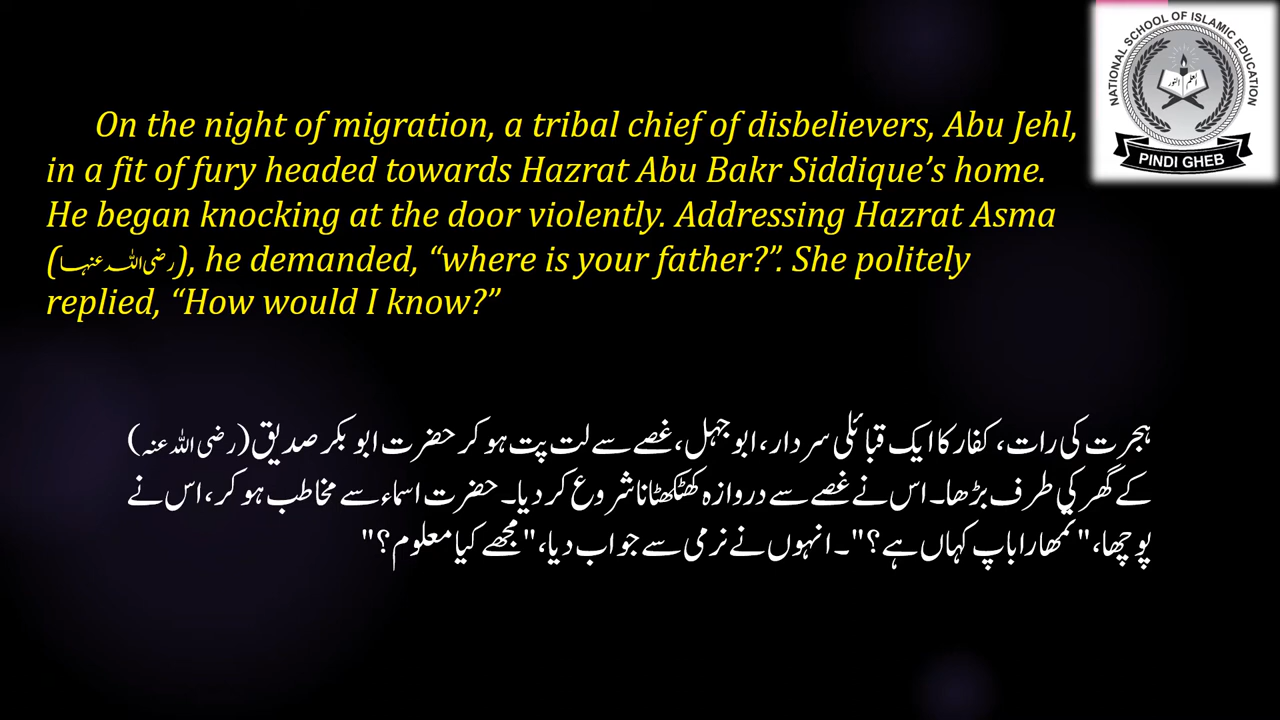 NATIONAL SCHOOL OF ISLAMIC EDUCATION
PINDI GHEB
On the night of migration, a tribal chief of disbelievers, Abu Jehl,
in a fit of fury headed towards Hazrat Abu Bakr Siddique’s home.
He began knocking at the door violently. Addressing Hazrat Asma
(رضی اللہ عنہا), he demanded, “where is your father?”. She politely
replied, “How would I know?”
ہجرت کی رات، کفار کا ایک قبائلی سردار، ابو جہل، غصے سے لت پت ہو کر حضرت ابو بکر صدیق (رضی اللہ عنہ)
کے گھر کی طرف بڑھا۔ اس نے غصے سے دروازہ کھٹکھٹانا شروع کر دیا۔ حضرت اسماء سے مخاطب ہو کر، اس نے
پوچھا، "تمھارا باپ کہاں ہے؟"۔ انہوں نے نرمی سے جواب دیا، "مجھے کیا معلوم؟"